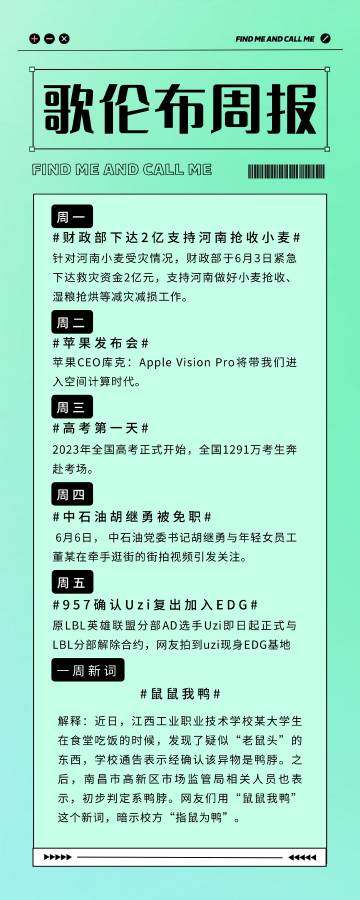 FIND ME AND CALL ME
歌伦布周报
FIND ME AND CALL ME
周一
#财政部下达2亿支持河南抢收小麦#
针对河南小麦受灾情况，财政部于6月3日紧急
下达救灾资金2亿元，支持河南做好小麦抢收、
湿粮抢烘等减灾减损工作。
周二
#苹果发布会#
苹果CEO库克：Apple Vision Pro将带我们进
入空间计算时代。
周三
#高考第一天#
2023年全国高考正式开始，全国1291万考生奔
赴考场。
周四
#中石油胡继勇被免职#
6月6日， 中石油党委书记胡继勇与年轻女员工
董某在牵手逛街的街拍视频引发关注。
周五
#957确认Uzi复出加入EDG#
原LBL英雄联盟分部AD选手Uzi即日起正式与
LBL分部解除合约，网友拍到uzi现身EDG基地
一周新词
#鼠鼠我鸭#
解释：近日，江西工业职业技术学校某大学生
在食堂吃饭的时候，发现了疑似“老鼠头”的
东西，学校通告表示经确认该异物是鸭脖。之
后，南昌市高新区市场监管局相关人员也表
示，初步判定系鸭脖。网友们用“鼠鼠我鸭”
这个新词，暗示校方“指鼠为鸭”。